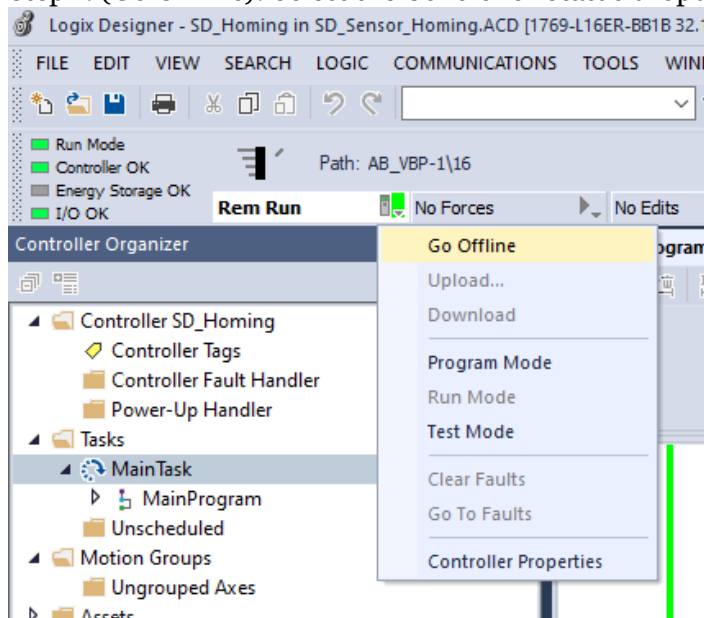 Logix Designer - SD_Homing in SD_Sensor_Homing.ACD [1769-L16ER-BB1B 32.1
FILE EDIT VIEW SEARCH LOGIC COMMUNICATIONS TOOLS WIN
Run Mode
Controller OK
Path: AB_VBP-1\16
Energy Storage OK
I/O OK
Rem Run
No Forces
No Edits
Controller Organizer
Go Offline
Upload...
Download
Program Mode
Run Mode
Test Mode
Clear Faults
Go To Faults
Controller Properties
ogram
Controller SD_Homing
Controller Tags
Controller Fault Handler
Power-Up Handler
Tasks
MainTask
MainProgram
Unscheduled
Motion Groups
Ungrouped Axes
Assets